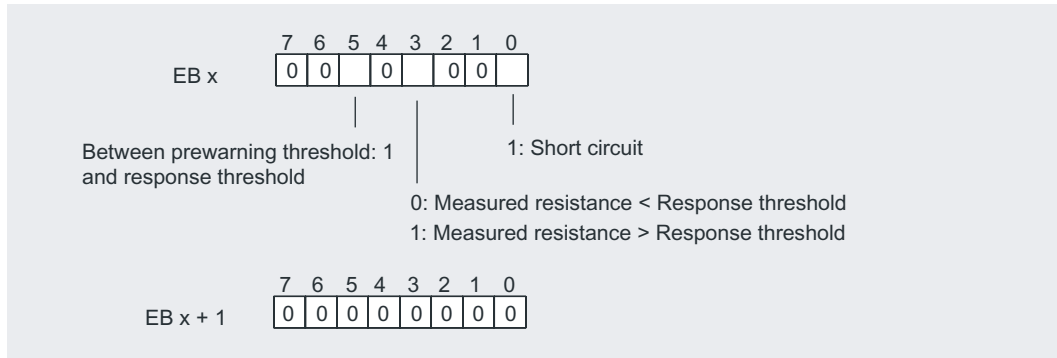 7 6 5 4 3 2 1 0
EB x 0 0 0 0 0
Between prewarning threshold: 1
and response threshold
1: Short circuit
0: Measured resistance < Response threshold
1: Measured resistance > Response threshold
7 6 5 4 3 2 1 0
EB x + 1 0 0 0 0 0 0 0 0